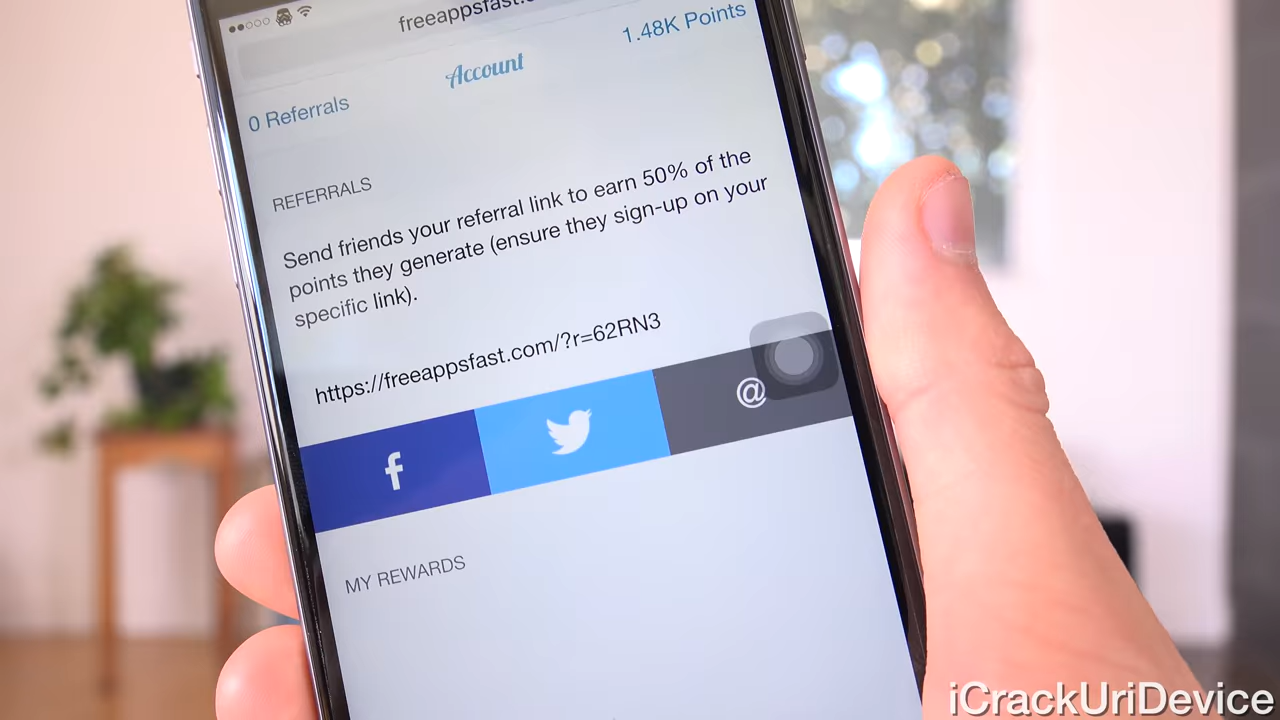 freeappsfast.
1.48K Points
Account
0 Referrals
REFERRALS
Send friends your referral link to earn 50% of the
points they generate (ensure they sign-up on your
specific link).
https://freeappsfast.com/?r=62RN3
f
@
MY REWARDS
iCrackUriDevice